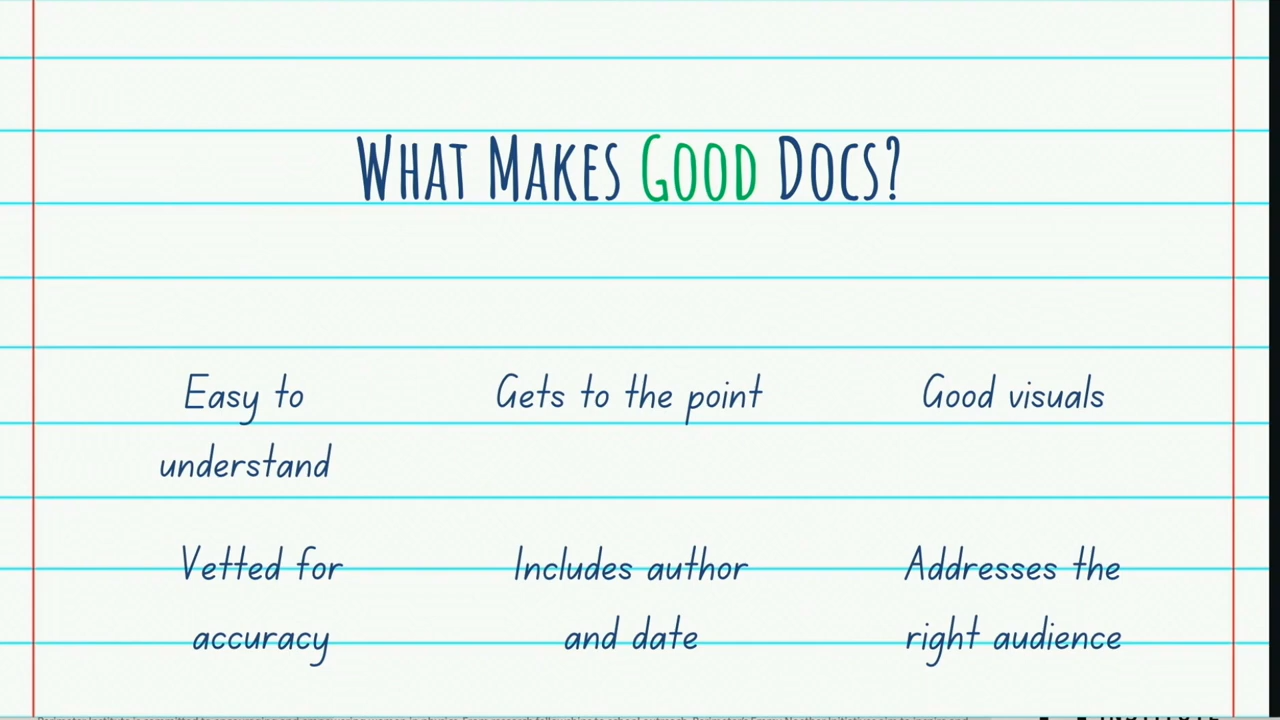 What Makes Good Docs?
Easy to
understand
Gets to the point
Good visuals
Vetted for
accuracy
Includes author
and date
Addresses the
right audience